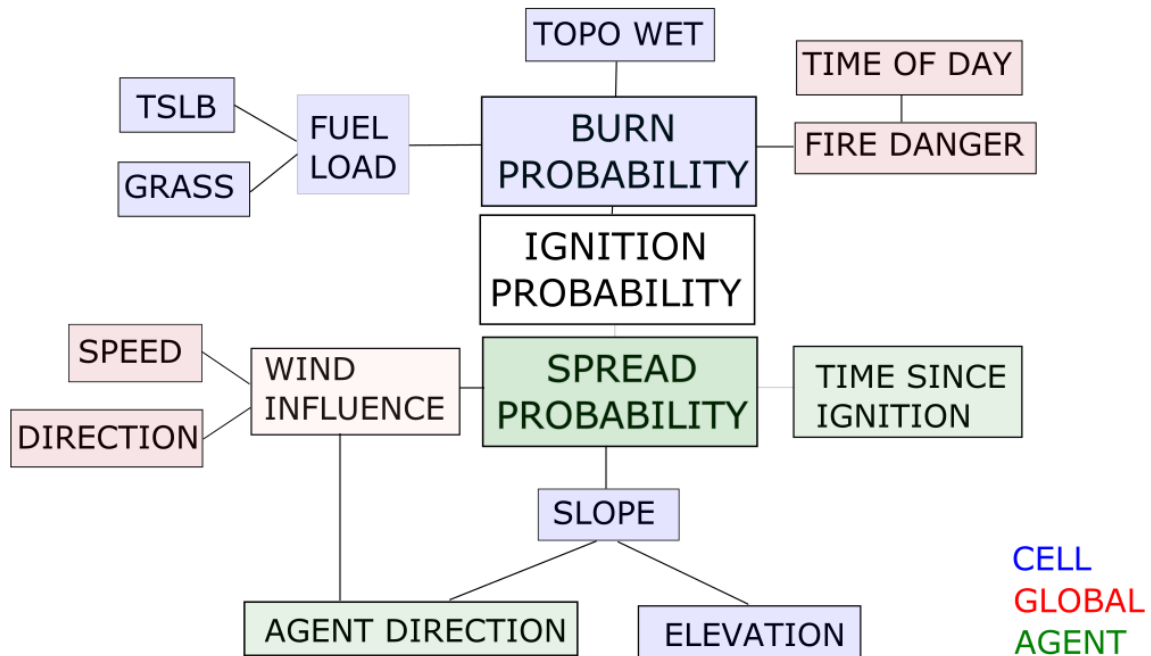 TOPO WET
TIME OF DAY
TSLB
FUEL
LOAD
BURN
PROBABILITY
FIRE DANGER
GRASS
IGNITION
PROBABILITY
SPEED
WIND
INFLUENCE
SPREAD
PROBABILITY
TIME SINCE
IGNITION
DIRECTION
SLOPE
CELL
GLOBAL
AGENT
AGENT DIRECTION
ELEVATION